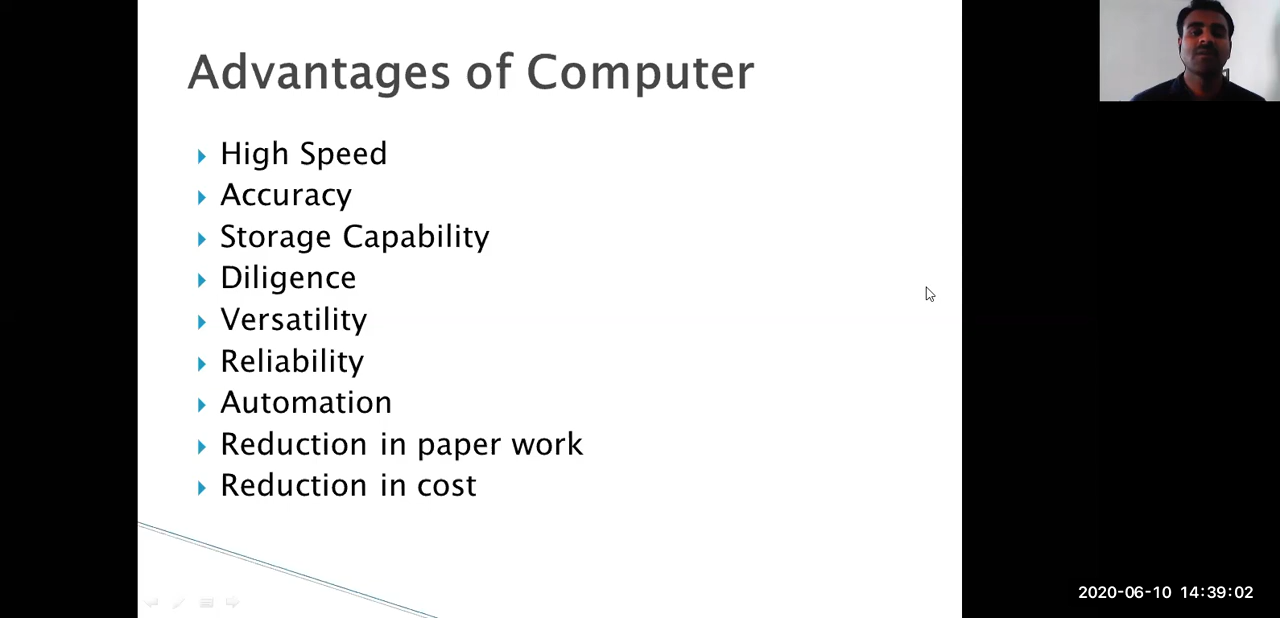 Advantages of Computer
High Speed
Accuracy
Storage Capability
Diligence
Versatility
Reliability
Automation
Reduction in paper work
Reduction in cost
2020-06-10 14:39:02